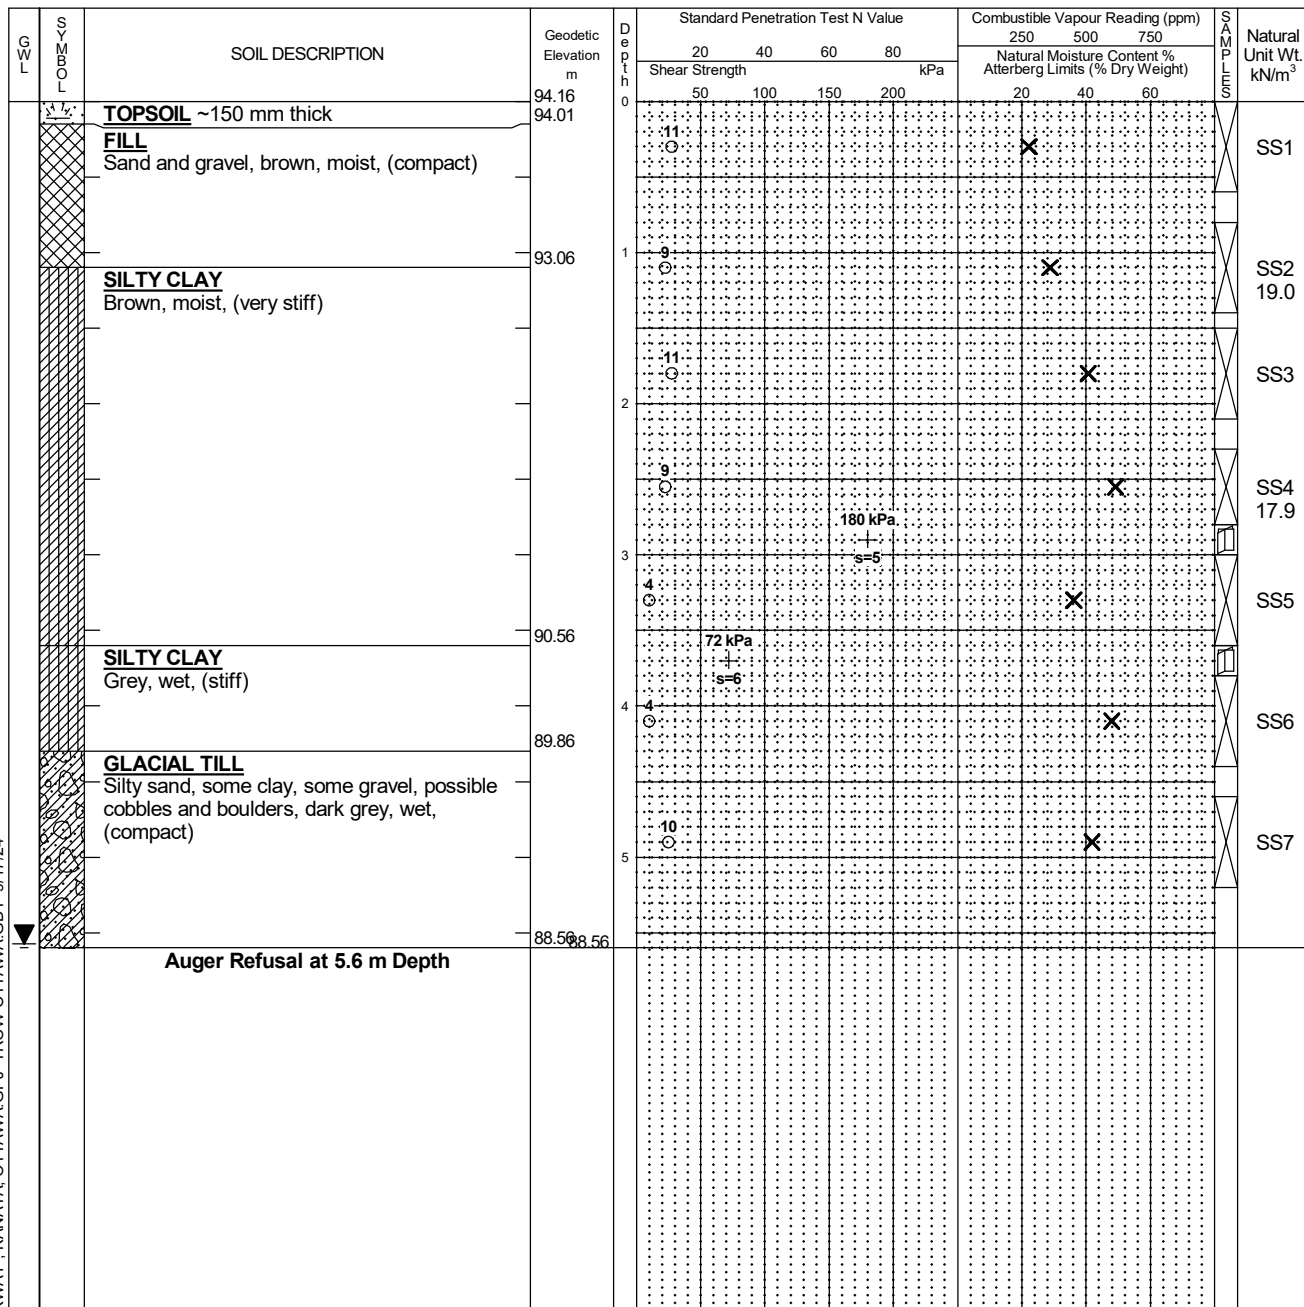 GWL
SYMBOL
SOIL DESCRIPTION
Geodetic
Elevation
m
Depth
Standard Penetration Test N Value
20 40 60 80
Shear Strength kPa
50 100 150 200
Combustible Vapour Reading (ppm)
250 500 750
Natural Moisture Content %
Atterberg Limits (% Dry Weight)
20 40 60
SAMPLES
Natural
Unit Wt.
kN/m³
94.16
0
TOPSOIL ~150 mm thick
94.01
FILL
Sand and gravel, brown, moist, (compact)
11
SS1
93.06
1
9
SILTY CLAY
Brown, moist, (very stiff)
SS2
19.0
11
SS3
2
9
SS4
17.9
180 kPa
s=5
3
4
SS5
90.56
72 kPa
s=6
SILTY CLAY
Grey, wet, (stiff)
4
4
SS6
89.86
GLACIAL TILL
Silty sand, some clay, some gravel, possible
cobbles and boulders, dark grey, wet,
(compact)
10
SS7
5
88.56
88.56
Auger Refusal at 5.6 m Depth